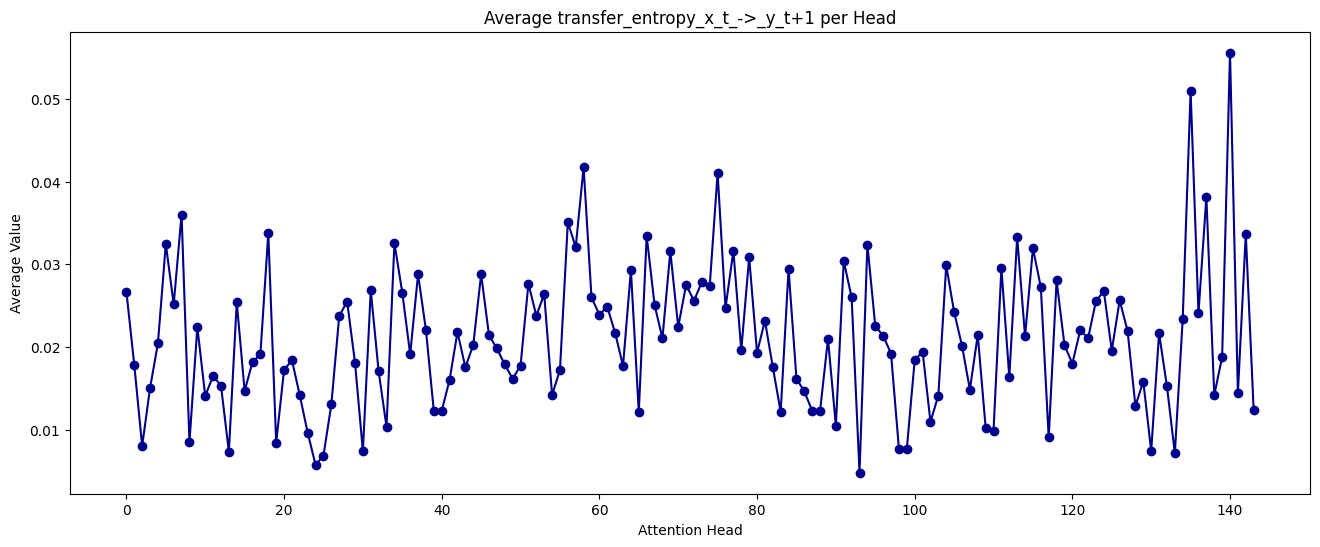 Average transfer_entropy_x_t_->_y_t+1 per Head
Average Value
0.05
0.04
0.03
0.02
0.01
0 20 40 60 80 100 120 140
Attention Head